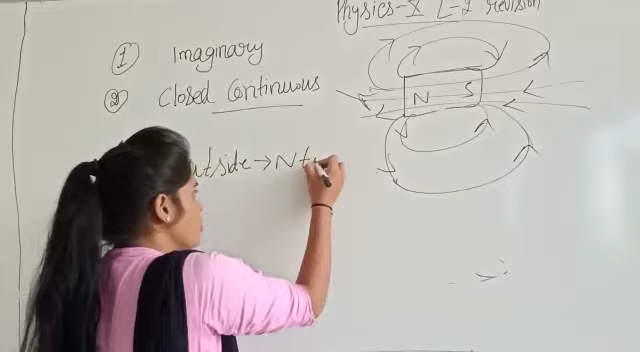 Physics-X L-2 revision
① Imaginary
② Closed Continuous
utside → N t
N S